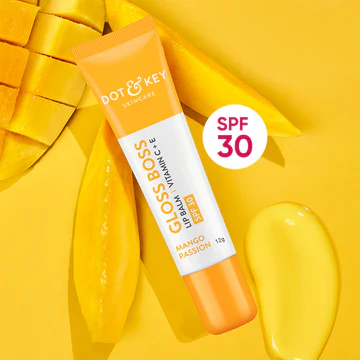 DOT & KEY
SKINCARE
GLOSS BOSS
LIP BALM | VITAMIN C + E
SPF 30
MANGO
PASSION
12g
SPF
30